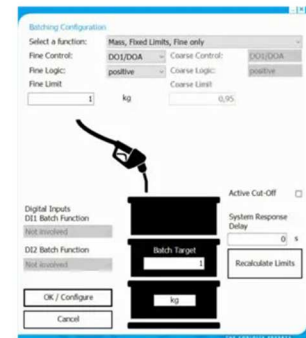 Batching Configuration
Select a function: Mass, Fixed Limits, Fine only
Fine Control: DO1/DOA Coarse Control: DO1/DOA
Fine Logic: positive Coarse Logic: positive
Fine Limit Coarse Limit
1 kg 0,95
Active Cut-Off
Digital Inputs
DI1 Batch Function
Not Involved
System Response
Delay
0 s
DI2 Batch Function
Not Involved
Batch Target
1
Recalculate Limits
OK / Configure
kg
Cancel